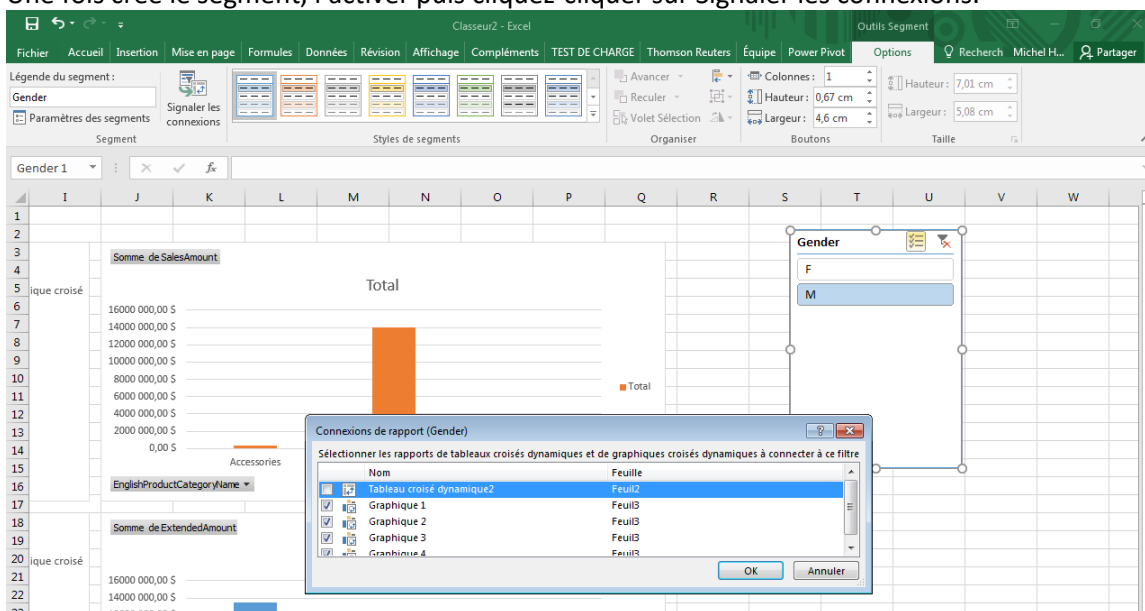 Une fois créé le segment, l'activer puis cliquez cliquer sur Signaler les connexions.
Classeur2 - Excel
Outils Segment
Fichier Accueil Insertion Mise en page Formules Données Révision Affichage Compléments TEST DE CHARGE Thomson Reuters Équipe Power Pivot Options Recherch Michel H... Partager
Légende du segment :
Gender
Paramètres des segments
Signaler les connexions
Segment
Styles de segments
Avancer
Reculer
Volet Sélection
Organiser
Colonnes : 1
Hauteur : 0,67 cm
Largeur : 4,6 cm
Boutons
Hauteur : 7,01 cm
Largeur : 5,08 cm
Taille
Gender 1
fx
I J K L M N O P Q R S T U V W
1
2
3
4
5
6
7
8
9
10
11
12
13
14
15
16
17
18
19
20
21
22
ique croisé
Somme de SalesAmount
Total
16000 000,00 $
14000 000,00 $
12000 000,00 $
10000 000,00 $
8000 000,00 $
6000 000,00 $
4000 000,00 $
2000 000,00 $
0,00 $
Accessories
Total
EnglishProductCategoryName
Somme de ExtendedAmount
ique croisé
16000 000,00 $
14000 000,00 $
Gender
F
M
Connexions de rapport (Gender)
Sélectionner les rapports de tableaux croisés dynamiques et de graphiques croisés dynamiques à connecter à ce filtre
Nom Feuille
Tableau croisé dynamique2 Feuil2
Graphique 1 Feuil3
Graphique 2 Feuil3
Graphique 3 Feuil3
Graphique 4 Feuil3
OK Annuler